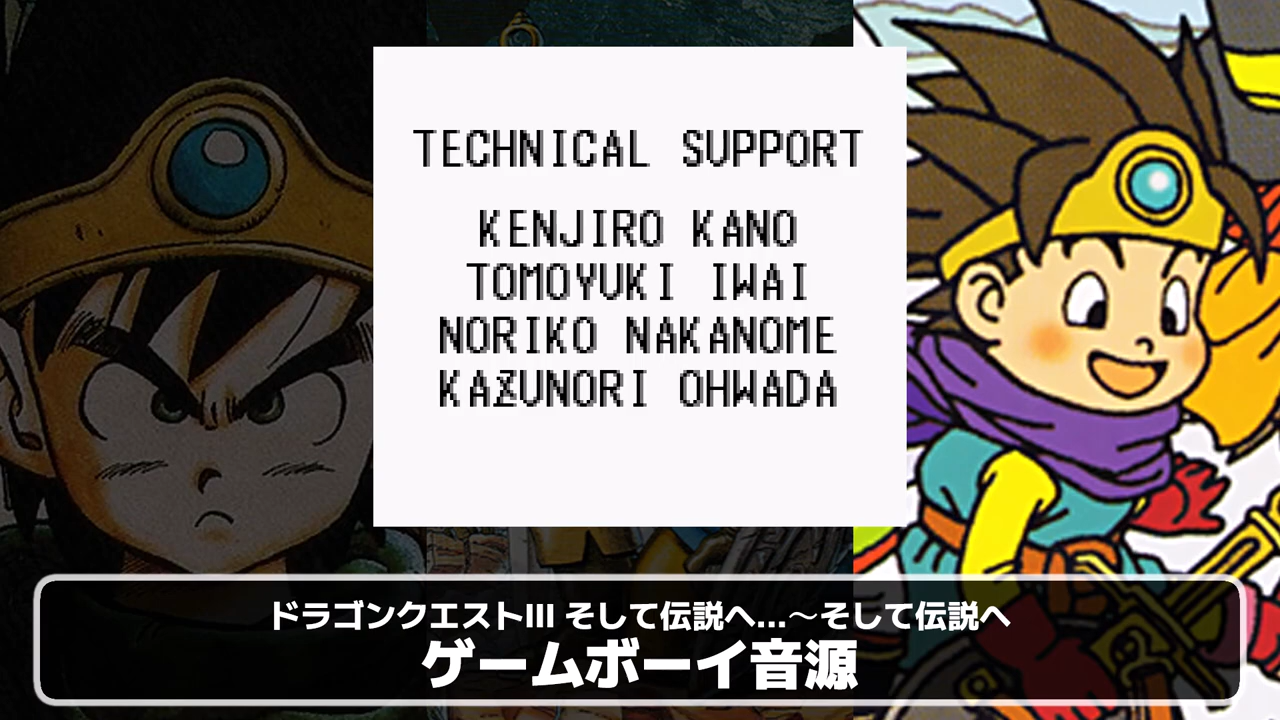 TECHNICAL SUPPORT
KENJIRO KANO
TOMOYUKI IWAI
NORIKO NAKANOME
KAZUNORI OHWADA
ドラゴンクエストIII そして伝説へ…～そして伝説へ
ゲームボーイ音源